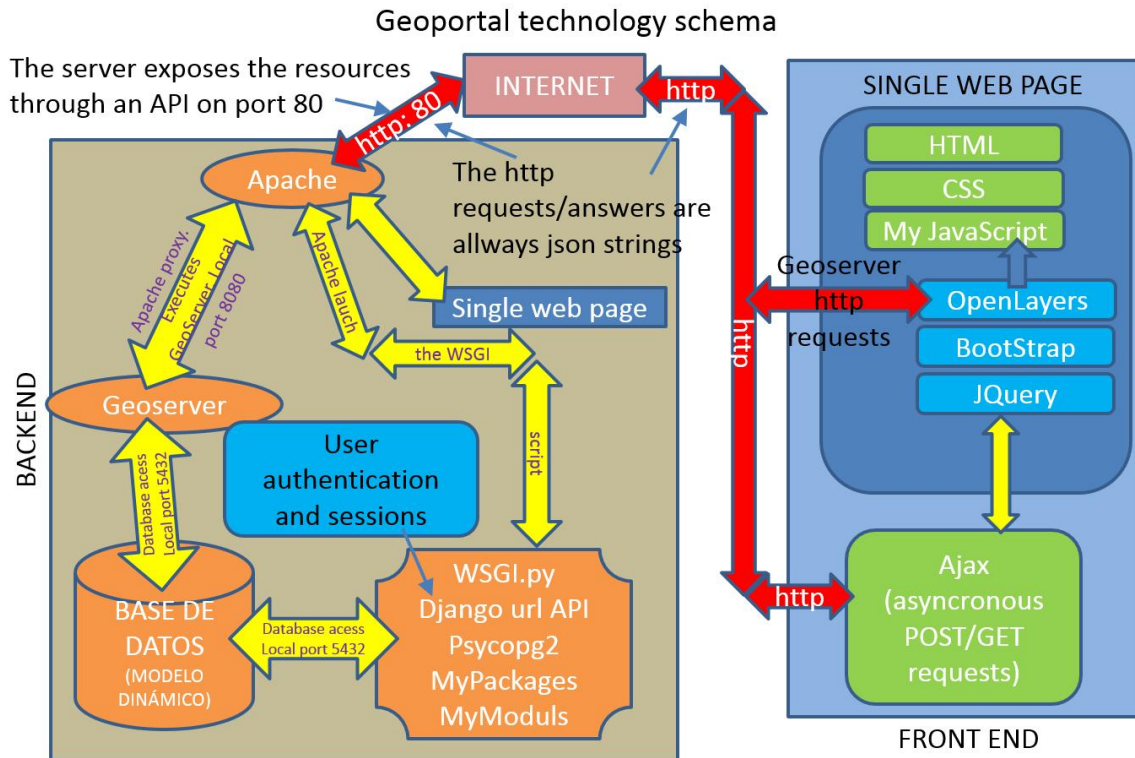 Geoportal technology schema
The server exposes the resources
through an API on port 80
INTERNET
http: 80
http
The http
requests/answers are
allways json strings
BACKEND
Apache
Apache proxy.
Executes
GeoServer. Local
port 8080
Apache lauch
the WSGI
script
Single web page
Geoserver
User
authentication
and sessions
Database acess
Local port 5432
BASE DE
DATOS
(MODELO
DINÁMICO)
Database acess
Local port 5432
WSGI.py
Django url API
Psycopg2
MyPackages
MyModuls
http
Geoserver
http
requests
http
SINGLE WEB PAGE
HTML
CSS
My JavaScript
OpenLayers
BootStrap
JQuery
Ajax
(asyncronous
POST/GET
requests)
FRONT END